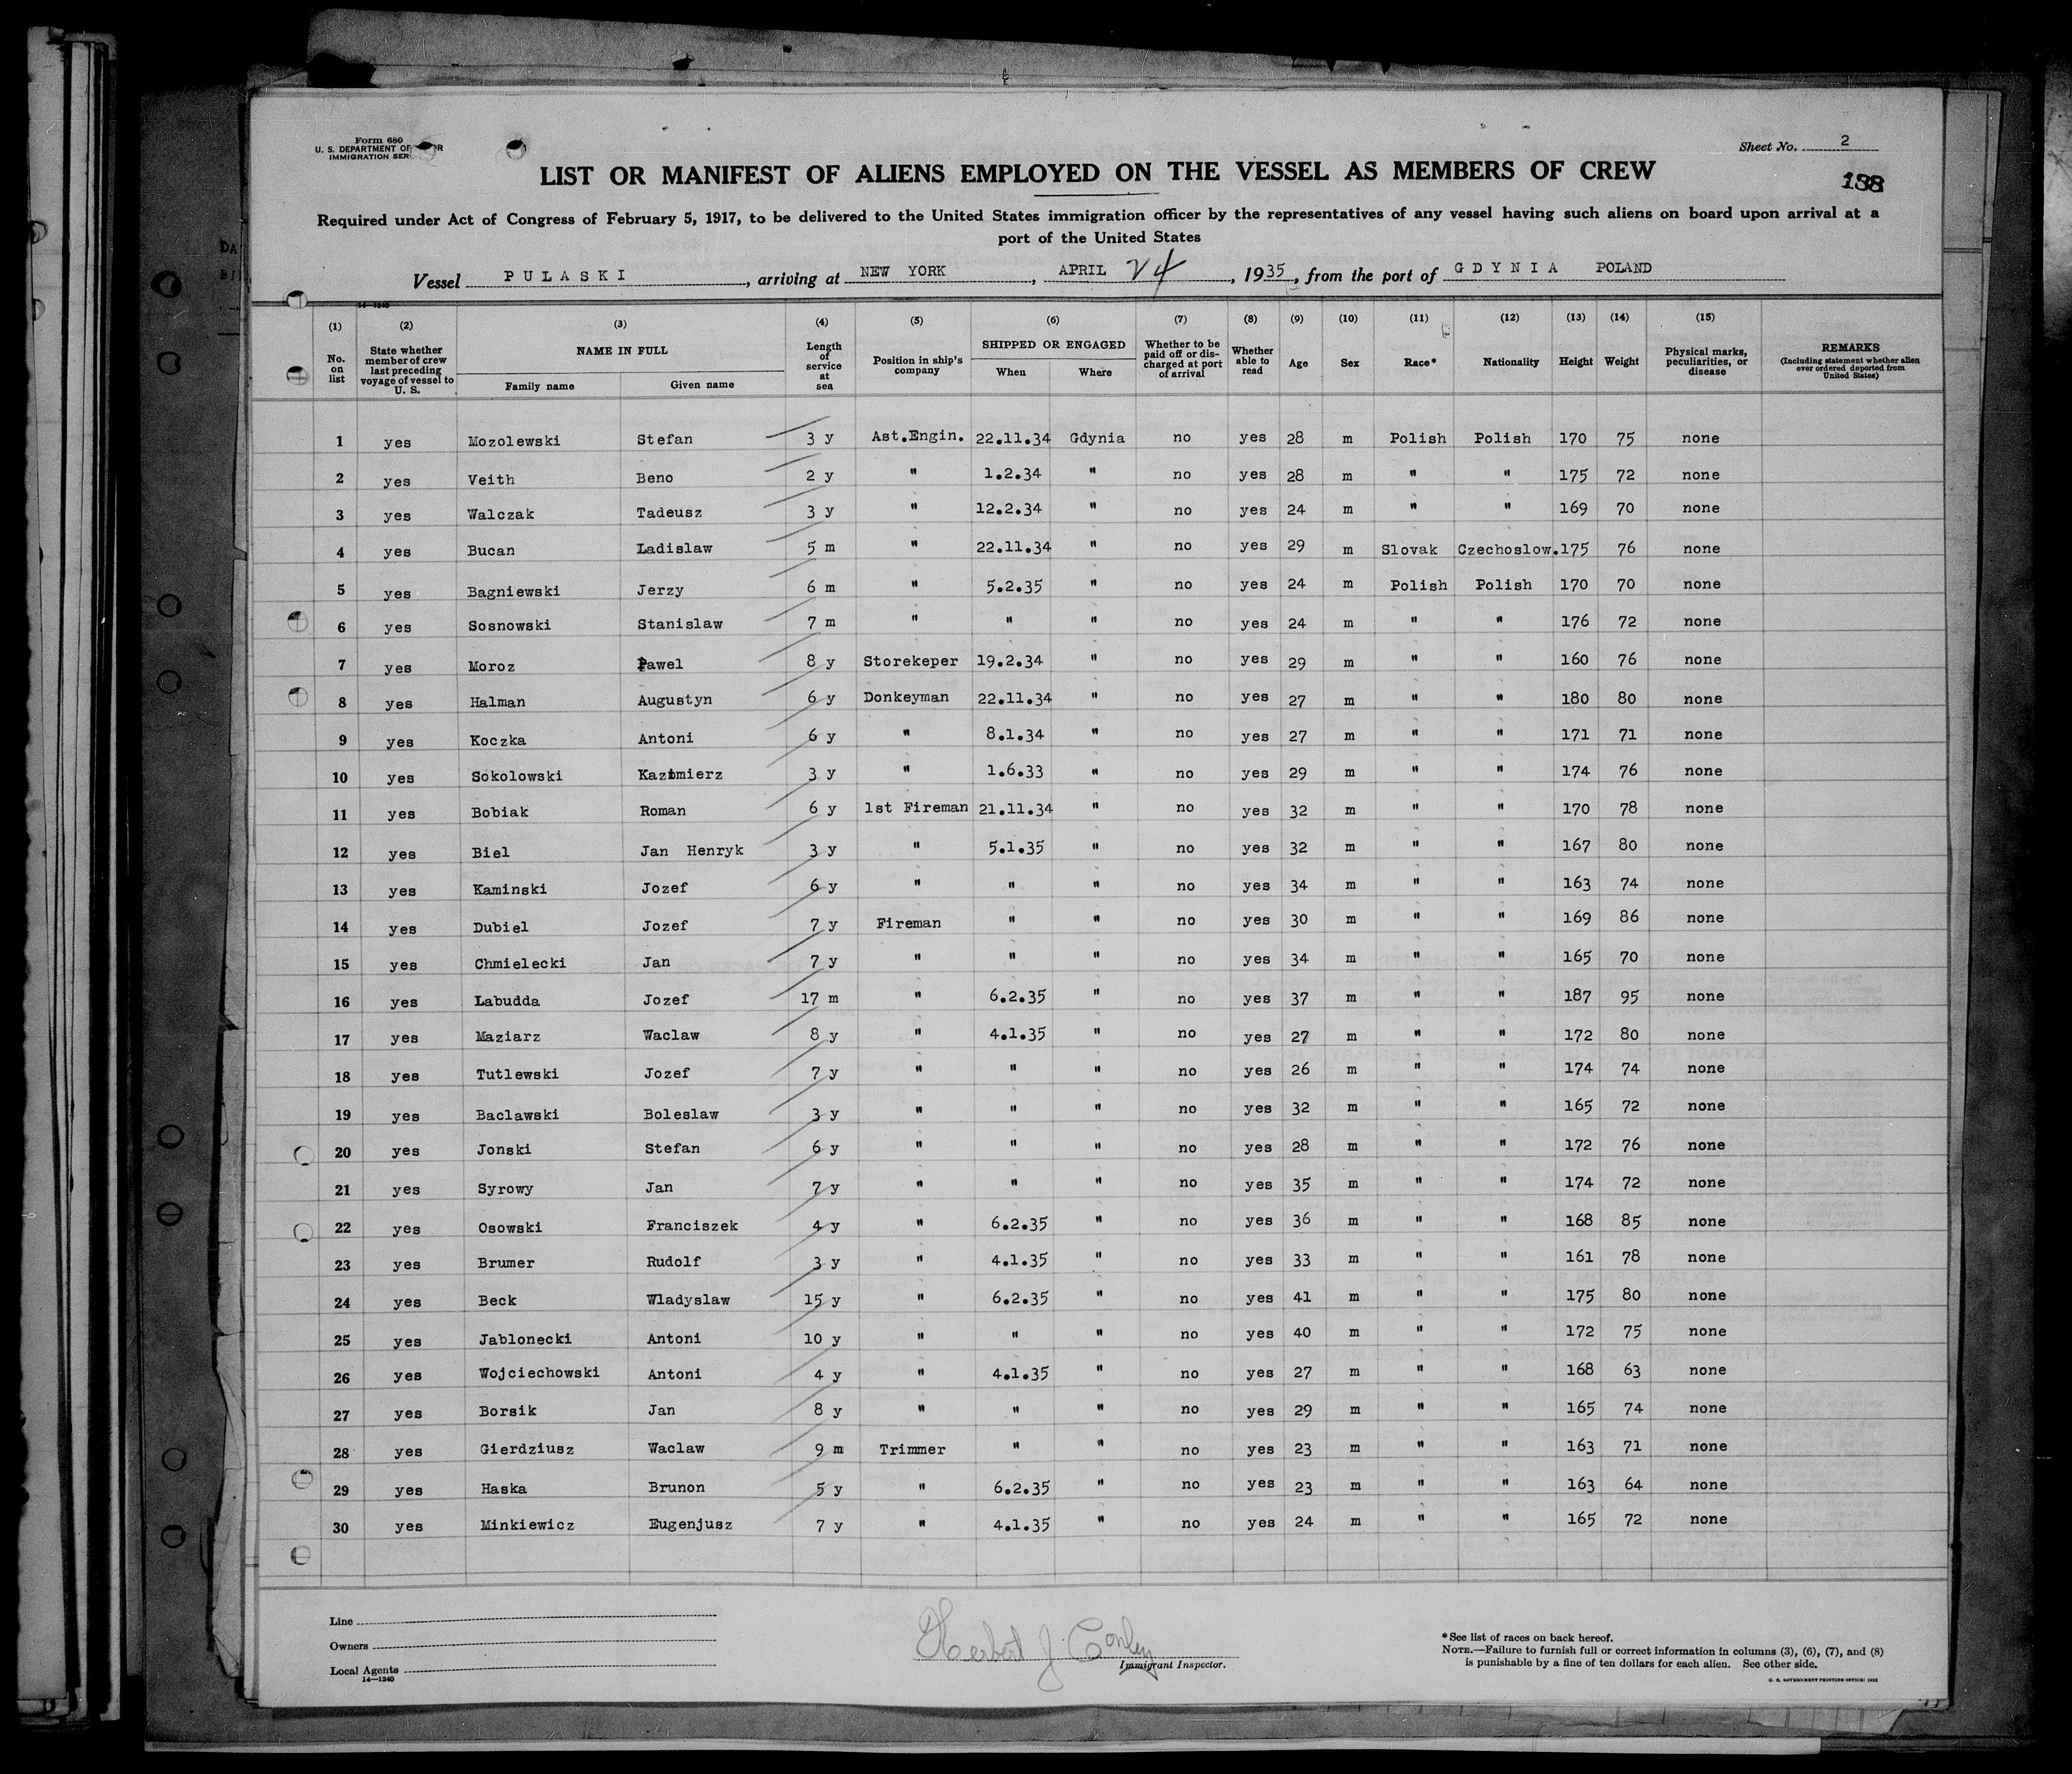 Form 680
U. S. DEPARTMENT OF
IMMIGRATION SER
Sheet No. 2
LIST OR MANIFEST OF ALIENS EMPLOYED ON THE VESSEL AS MEMBERS OF CREW
188
Required under Act of Congress of February 5, 1917, to be delivered to the United States immigration officer by the representatives of any vessel having such aliens on board upon arrival at a
port of the United States
Vessel PULASKI, arriving at NEW YORK, APRIL 24, 1935, from the port of GDYNIA POLAND
14—1240
(1) No. on list (2) State whether member of crew last preceding voyage of vessel to U. S. (3) NAME IN FULL Family name Given name (4) Length of service at sea (5) Position in ship's company (6) SHIPPED OR ENGAGED When Where (7) Whether to be paid off or discharged at port of arrival (8) Whether able to read (9) Age (10) Sex (11) Race* (12) Nationality (13) Height (14) Weight (15) Physical marks, peculiarities, or disease REMARKS (Including statement whether alien ever ordered deported from United States)
1 yes Mozolewski Stefan 3 y Ast.Engin. 22.11.34 Gdynia no yes 28 m Polish Polish 170 75 none
2 yes Veith Beno 2 y " 1.2.34 " no yes 28 m " " 175 72 none
3 yes Walczak Tadeusz 3 y " 12.2.34 " no yes 24 m " " 169 70 none
4 yes Bucan Ladislaw 5 m " 22.11.34 " no yes 29 m Slovak Czechoslow. 175 76 none
5 yes Bagniewski Jerzy 6 m " 5.2.35 " no yes 24 m Polish Polish 170 70 none
6 yes Sosnowski Stanislaw 7 m " " " no yes 24 m " " 176 72 none
7 yes Moroz Pawel 8 y Storekeper 19.2.34 " no yes 29 m " " 160 76 none
8 yes Halman Augustyn 6 y Donkeyman 22.11.34 " no yes 27 m " " 180 80 none
9 yes Koczka Antoni 6 y " 8.1.34 " no yes 27 m " " 171 71 none
10 yes Sokolowski Kazimierz 3 y " 1.6.33 " no yes 29 m " " 174 76 none
11 yes Bobiak Roman 6 y 1st Fireman 21.11.34 " no yes 32 m " " 170 78 none
12 yes Biel Jan Henryk 3 y " 5.1.35 " no yes 32 m " " 167 80 none
13 yes Kaminski Jozef 6 y " " " no yes 34 m " " 163 74 none
14 yes Dubiel Jozef 7 y Fireman " " no yes 30 m " " 169 86 none
15 yes Chmielecki Jan 7 y " " " no yes 34 m " " 165 70 none
16 yes Labudda Jozef 17 m " 6.2.35 " no yes 37 m " " 187 95 none
17 yes Maziarz Waclaw 8 y " 4.1.35 " no yes 27 m " " 172 80 none
18 yes Tutlewski Jozef 7 y " " " no yes 26 m " " 174 74 none
19 yes Baclawski Boleslaw 3 y " " " no yes 32 m " " 165 72 none
20 yes Jonski Stefan 6 y " " " no yes 28 m " " 172 76 none
21 yes Syrowy Jan 7 y " " " no yes 35 m " " 174 72 none
22 yes Osowski Franciszek 4 y " 6.2.35 " no yes 36 m " " 168 85 none
23 yes Brumer Rudolf 3 y " 4.1.35 " no yes 33 m " " 161 78 none
24 yes Beck Wladyslaw 15 y " 6.2.35 " no yes 41 m " " 175 80 none
25 yes Jablonecki Antoni 10 y " " " no yes 40 m " " 172 75 none
26 yes Wojciechowski Antoni 4 y " 4.1.35 " no yes 27 m " " 168 63 none
27 yes Borsik Jan 8 y " " " no yes 29 m " " 165 74 none
28 yes Gierdziusz Waclaw 9 m Trimmer " " no yes 23 m " " 163 71 none
29 yes Haska Brunon 5 y " 6.2.35 " no yes 23 m " " 163 64 none
30 yes Minkiewicz Eugenjusz 7 y " 4.1.35 " no yes 24 m " " 165 72 none
Line
Owners
Local Agents
14—1240
Herbert J. Conley
Immigrant Inspector.
*See list of races on back hereof.
NOTE.—Failure to furnish full or correct information in columns (3), (6), (7), and (8)
is punishable by a fine of ten dollars for each alien. See other side.
U. S. GOVERNMENT PRINTING OFFICE: 1932